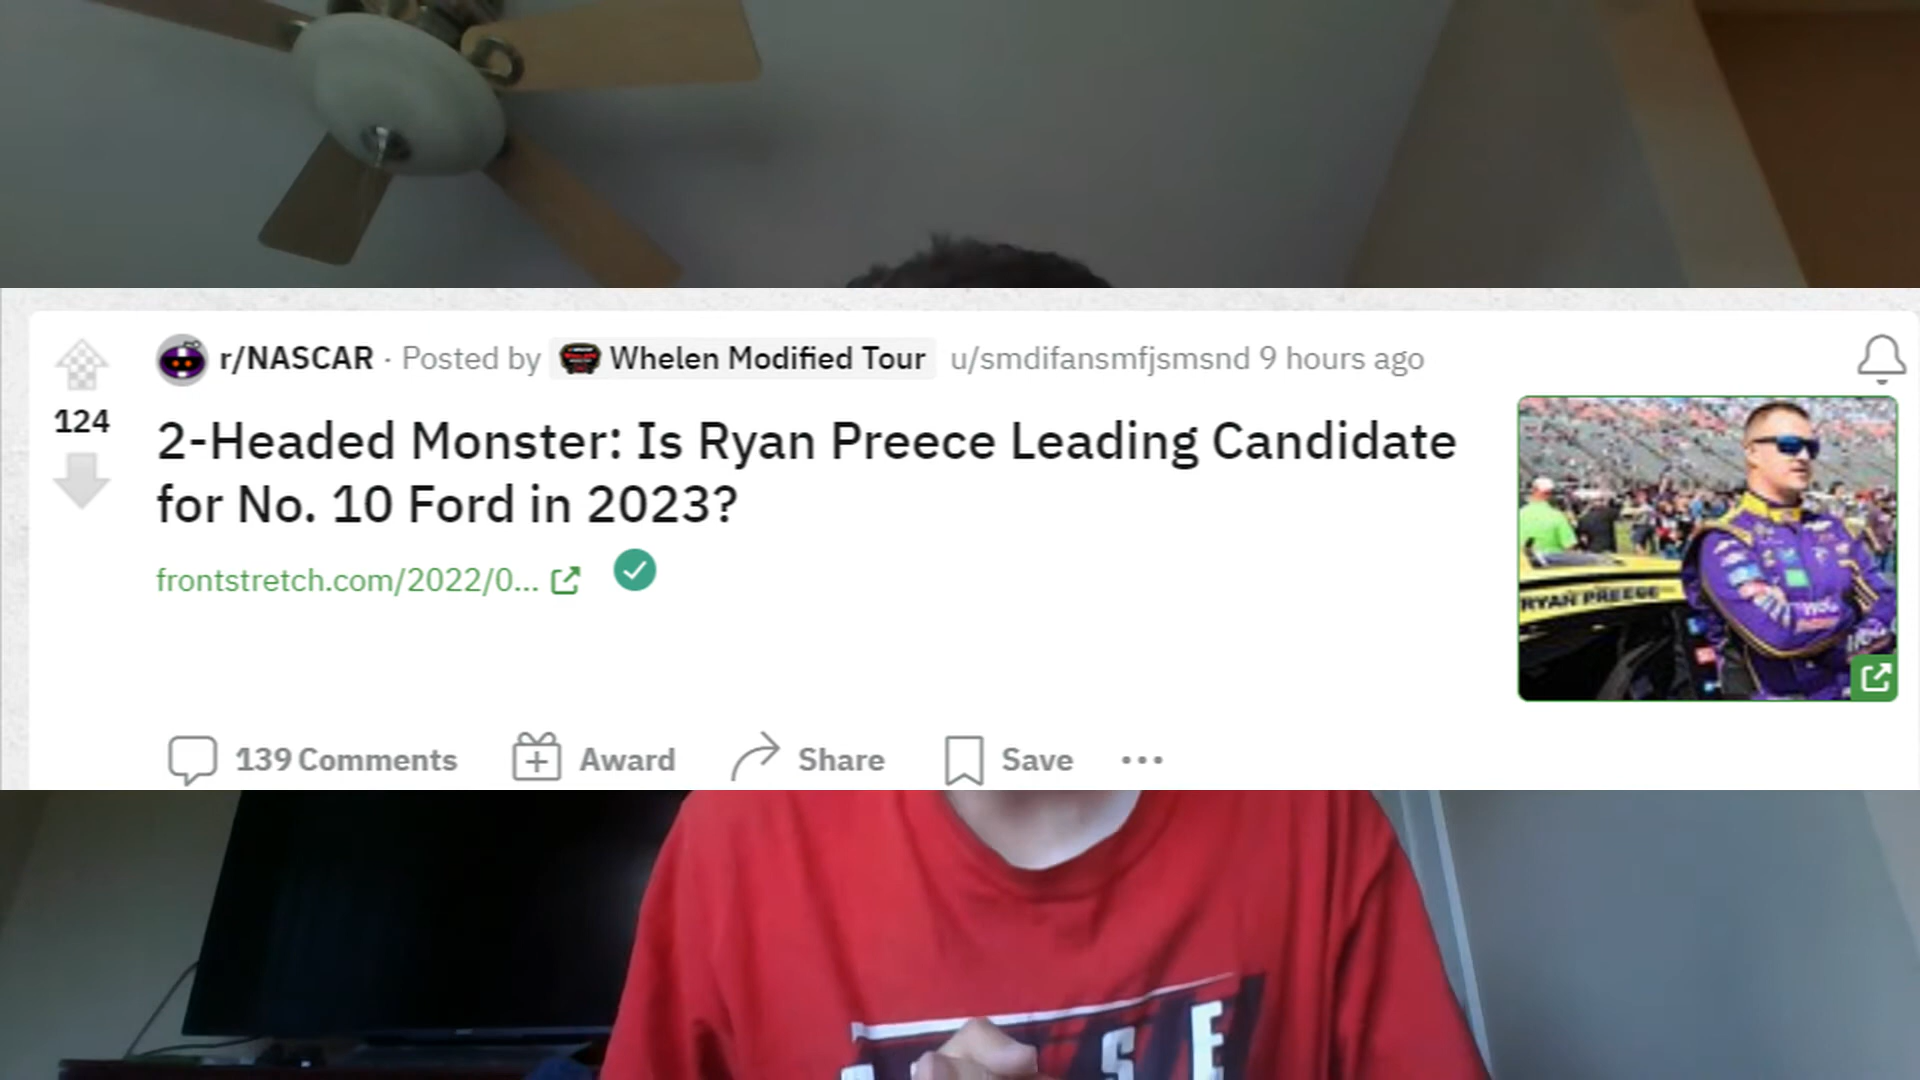 r/NASCAR · Posted by Whelen Modified Tour u/smdifansmfjsmsnd 9 hours ago
124
2-Headed Monster: Is Ryan Preece Leading Candidate
for No. 10 Ford in 2023?
frontstretch.com/2022/0...
RYAN PREECE
139 Comments Award Share Save ...
S E